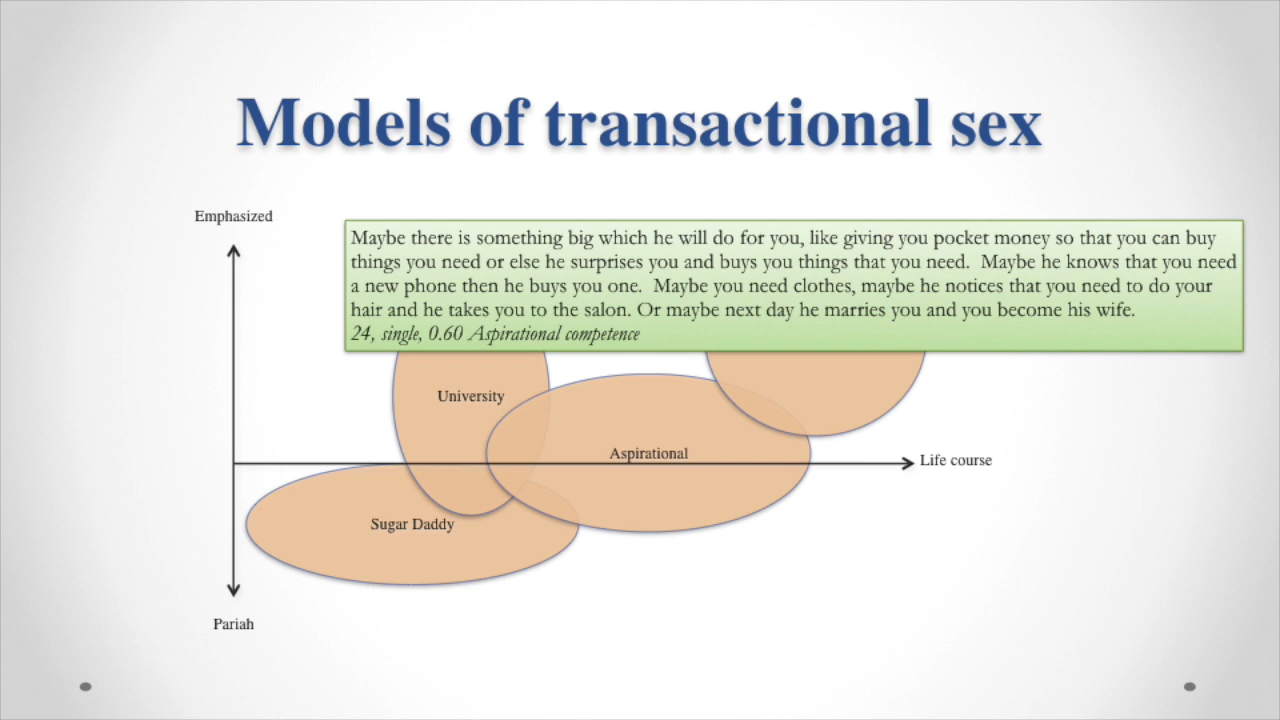 Models of transactional sex
Emphasized
Maybe there is something big which he will do for you, like giving you pocket money so that you can buy
things you need or else he surprises you and buys you things that you need.  Maybe he knows that you need
a new phone then he buys you one.  Maybe you need clothes, maybe he notices that you need to do your
hair and he takes you to the salon. Or maybe next day he marries you and you become his wife.
24, single, 0.60 Aspirational competence
University
Aspirational
Life course
Sugar Daddy
Pariah